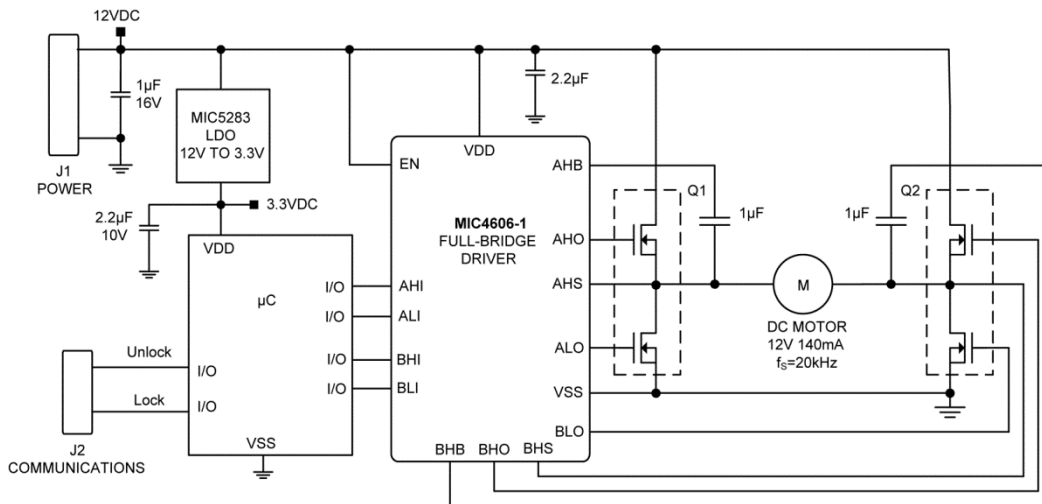 12VDC
1µF
16V
J1
POWER
MIC5283
LDO
12V TO 3.3V
2.2µF
10V
3.3VDC
VDD
µC
I/O
I/O
I/O
I/O
Unlock
I/O
Lock
I/O
VSS
J2
COMMUNICATIONS
2.2µF
VDD
EN
MIC4606-1
FULL-BRIDGE
DRIVER
AHI
ALI
BHI
BLI
AHB
AHO
AHS
ALO
VSS
BLO
BHB
BHO
BHS
Q1
1µF
1µF
Q2
M
DC MOTOR
12V 140mA
fS=20kHz